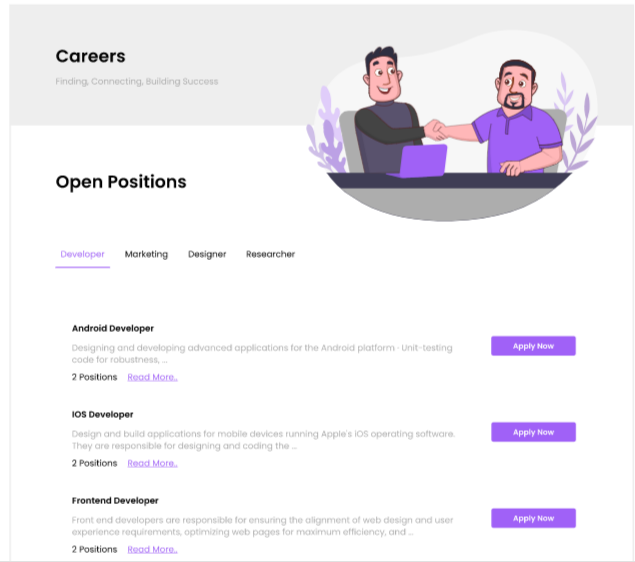 Careers
Finding, Connecting, Building Success
Open Positions
Developer Marketing Designer Researcher
Android Developer
Designing and developing advanced applications for the Android platform · Unit-testing
code for robustness, ...
Apply Now
2 Positions Read More..
IOS Developer
Design and build applications for mobile devices running Apple's iOS operating software.
They are responsible for designing and coding the ...
Apply Now
2 Positions Read More..
Frontend Developer
Front end developers are responsible for ensuring the alignment of web design and user
experience requirements, optimizing web pages for maximum efficiency, and ...
Apply Now
2 Positions Read More..